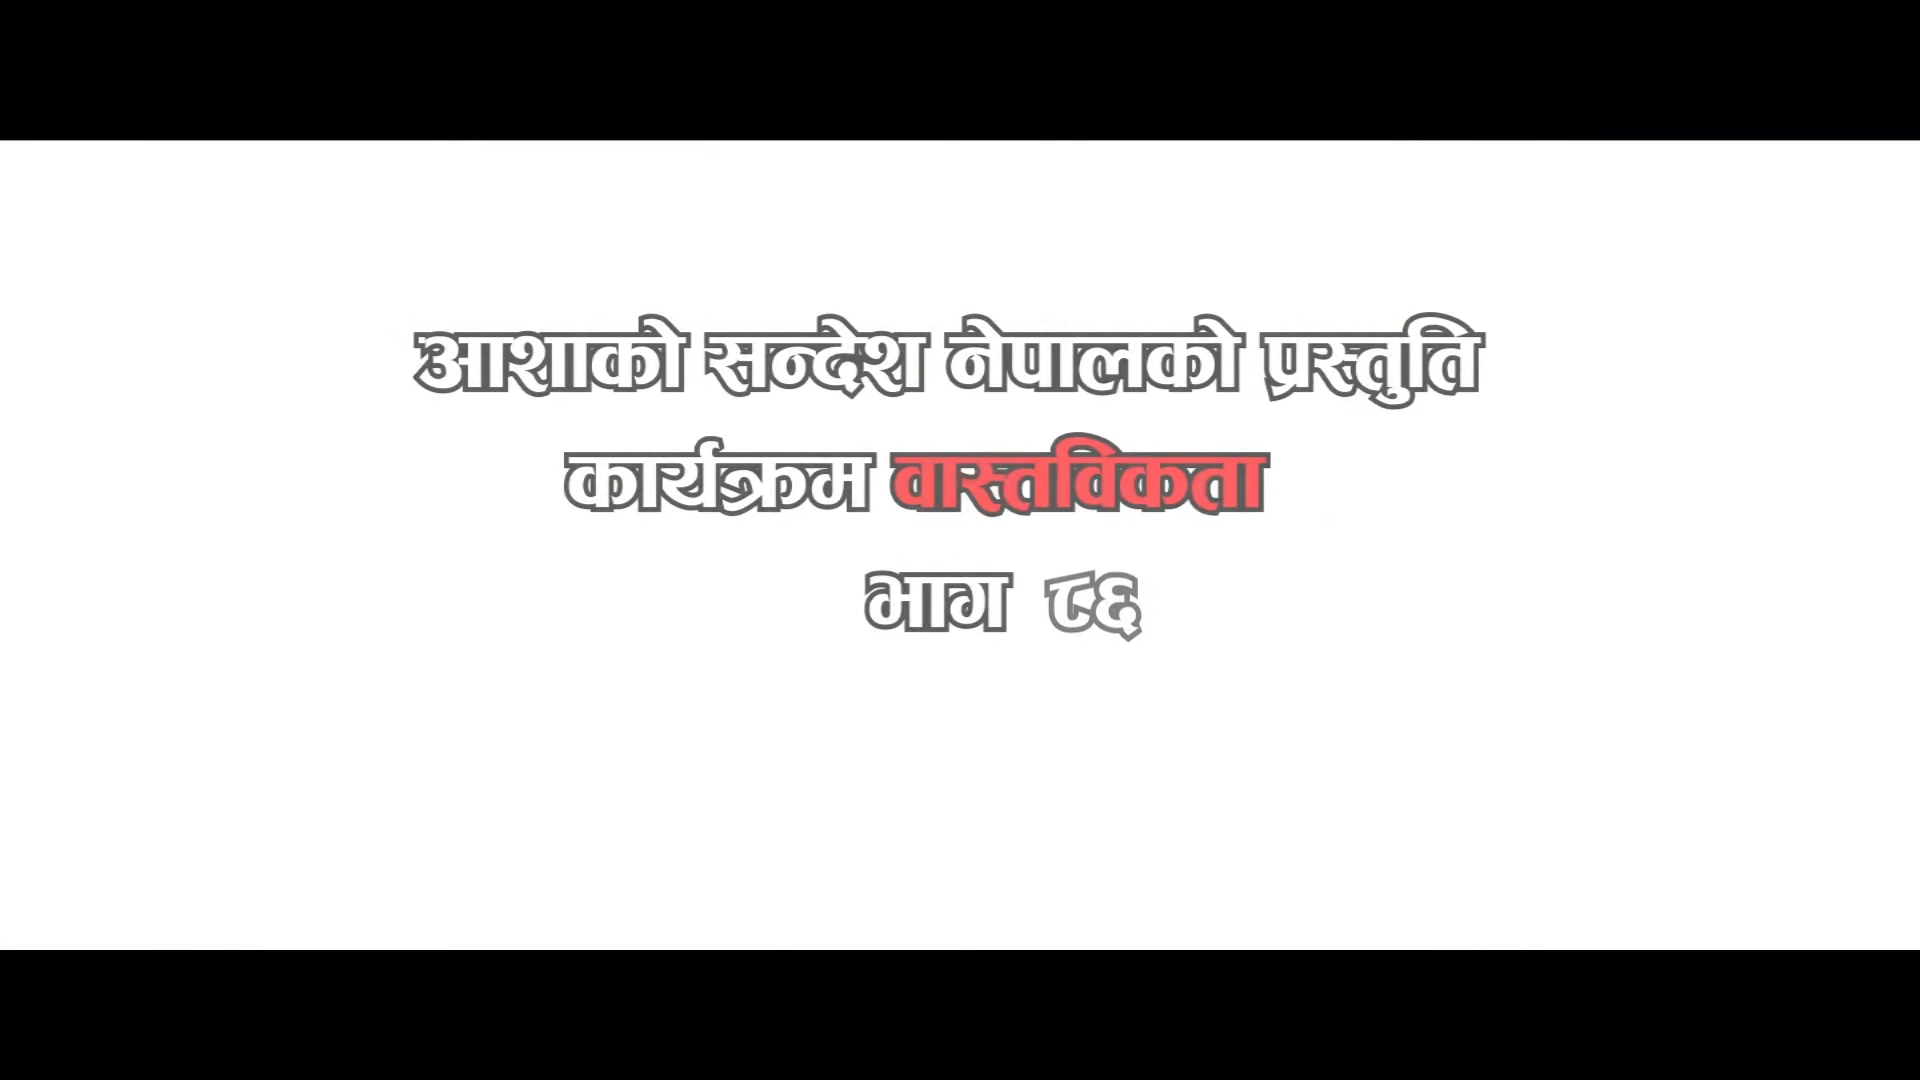 आशाको सन्देश नेपालको प्रस्तुति
कार्यक्रम वास्तविकता
भाग ८६